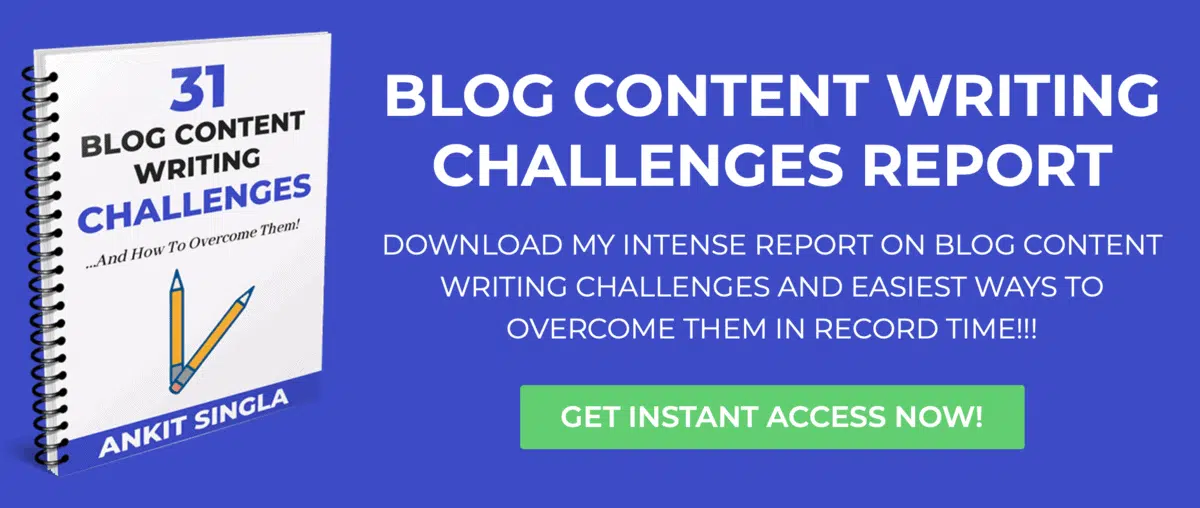 31
BLOG CONTENT
WRITING
CHALLENGES
...And How To Overcome Them!
ANKIT SINGLA
BLOG CONTENT WRITING
CHALLENGES REPORT
DOWNLOAD MY INTENSE REPORT ON BLOG CONTENT
WRITING CHALLENGES AND EASIEST WAYS TO
OVERCOME THEM IN RECORD TIME!!!
GET INSTANT ACCESS NOW!